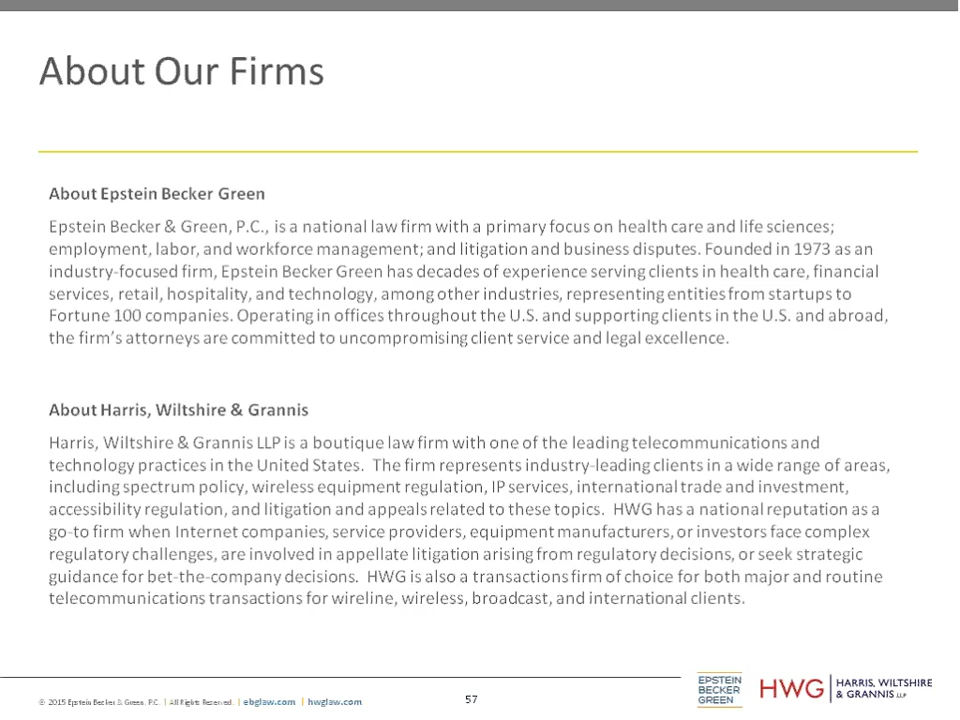 About Our Firms
About Epstein Becker Green
Epstein Becker & Green, P.C., is a national law firm with a primary focus on health care and life sciences;
employment, labor, and workforce management; and litigation and business disputes. Founded in 1973 as an
industry-focused firm, Epstein Becker Green has decades of experience serving clients in health care, financial
services, retail, hospitality, and technology, among other industries, representing entities from startups to
Fortune 100 companies. Operating in offices throughout the U.S. and supporting clients in the U.S. and abroad,
the firm's attorneys are committed to uncompromising client service and legal excellence.
About Harris, Wiltshire & Grannis
Harris, Wiltshire & Grannis LLP is a boutique law firm with one of the leading telecommunications and
technology practices in the United States. The firm represents industry-leading clients in a wide range of areas,
including spectrum policy, wireless equipment regulation, IP services, international trade and investment,
accessibility regulation, and litigation and appeals related to these topics. HWG has a national reputation as a
go-to firm when Internet companies, service providers, equipment manufacturers, or investors face complex
regulatory challenges, are involved in appellate litigation arising from regulatory decisions, or seek strategic
guidance for bet-the-company decisions. HWG is also a transactions firm of choice for both major and routine
telecommunications transactions for wireline, wireless, broadcast, and international clients.
© 2015 Epstein Becker & Green, P.C. | All Rights Reserved. | ebglaw.com | hwglaw.com
57
EPSTEIN
BECKER
GREEN
HWG
HARRIS, WILTSHIRE
& GRANNIS LLP